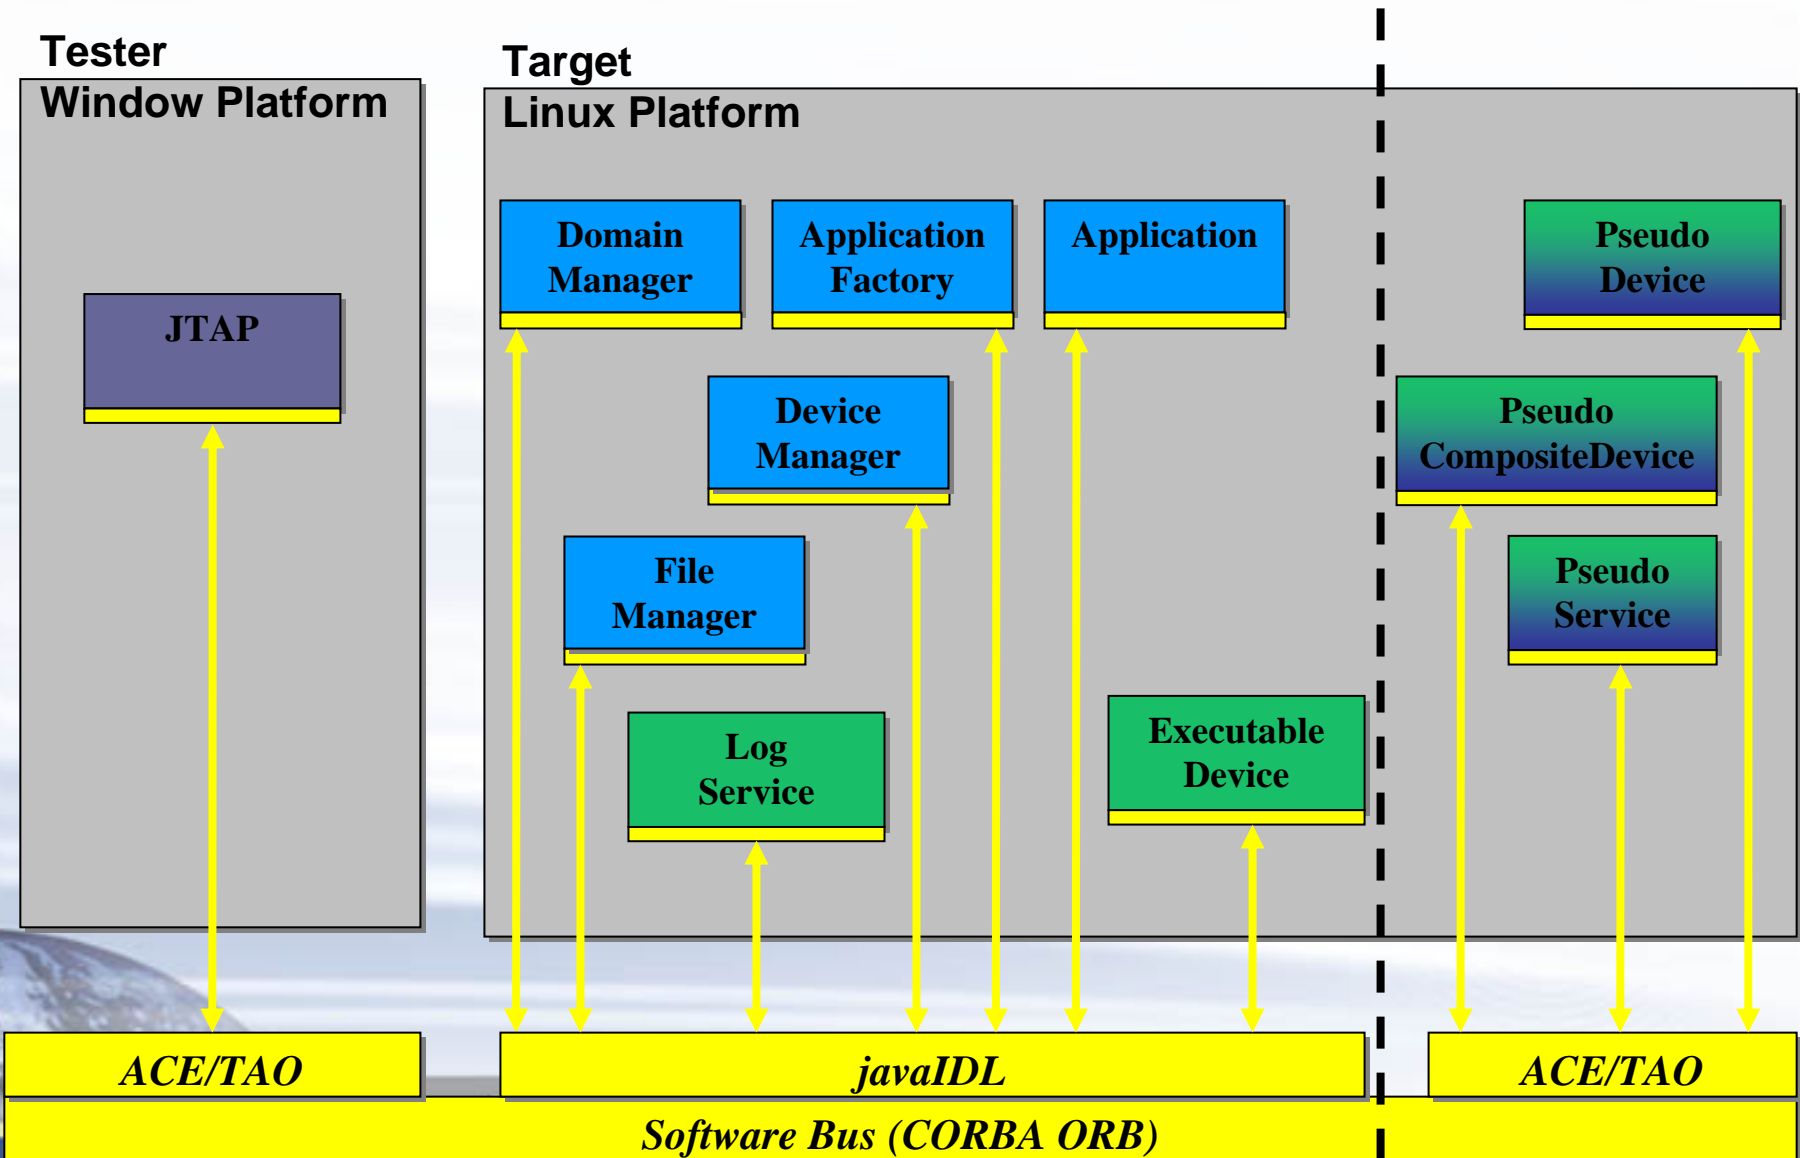 Tester
Window Platform
Target
Linux Platform
JTAP
Domain
Manager
Application
Factory
Application
Pseudo
Device
Device
Manager
Pseudo
CompositeDevice
File
Manager
Pseudo
Service
Log
Service
Executable
Device
ACE/TAO
javaIDL
ACE/TAO
Software Bus (CORBA ORB)